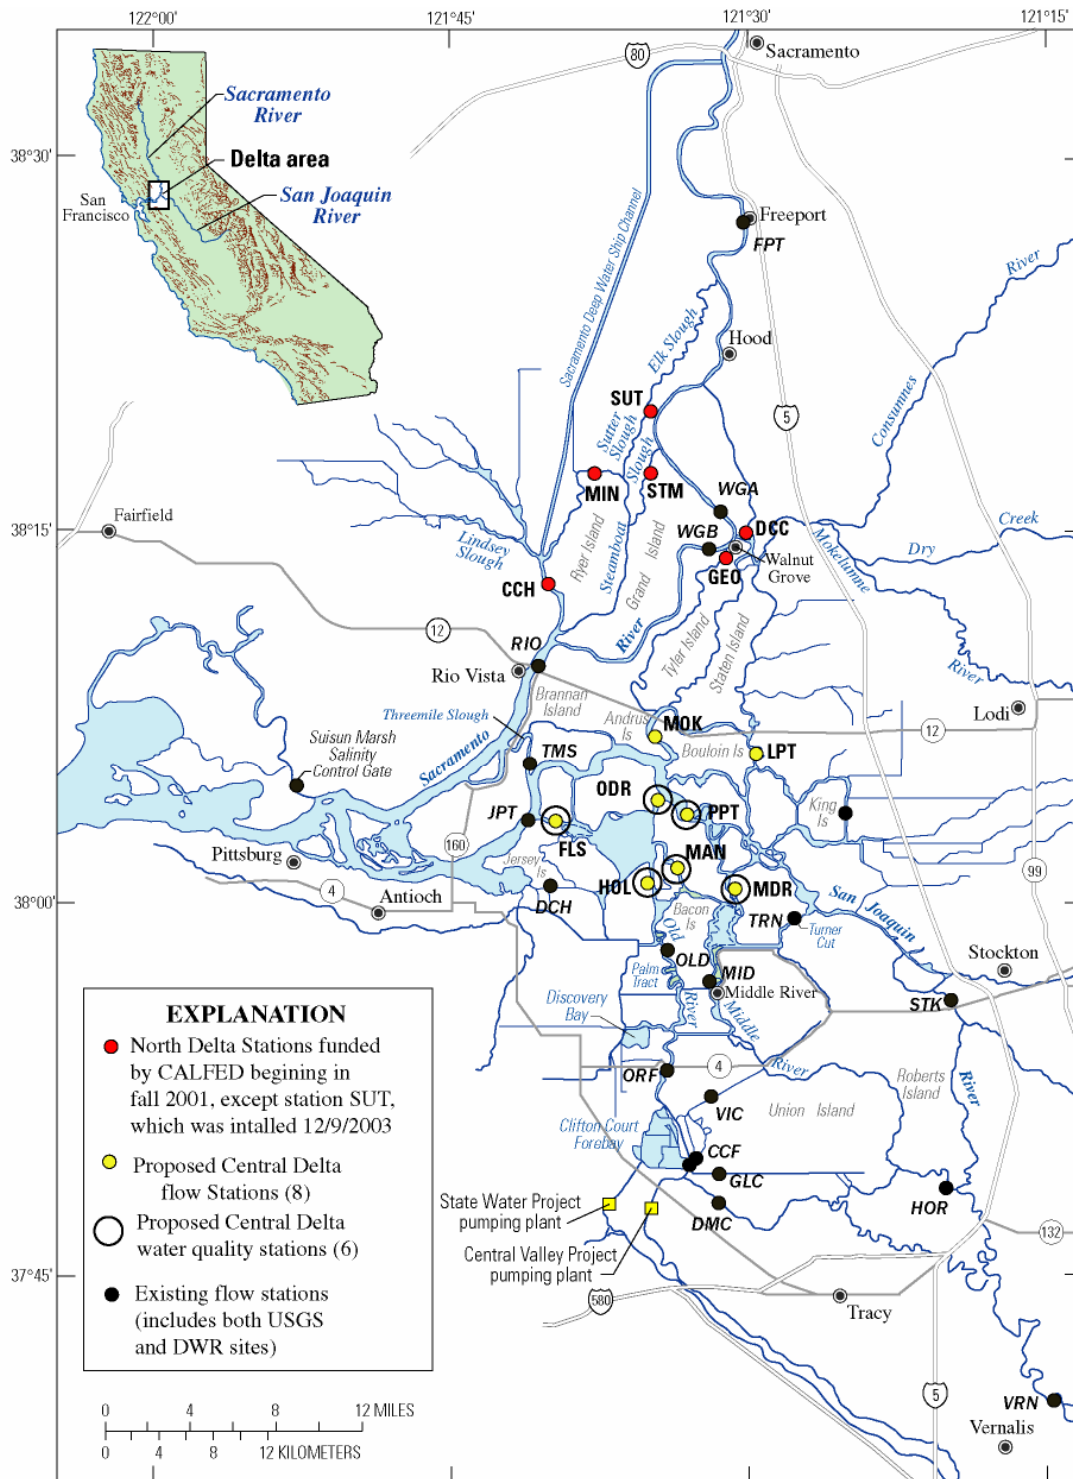 122°00'
121°45'
121°30'
121°15'
Sacramento
80
Sacramento
River
38°30'
Delta area
San Joaquin
River
San
Francisco
Sacramento Deep Water Ship Channel
Freeport
FPT
River
Elk Slough
Hood
Consumnes
SUT
5
Sutter
Slough
Slough
MIN
STM
WGA
Fairfield
38°15'
WGB
DCC
Creek
Dry
Mokelumne
Lindsey
Slough
Ryer Island
Steamboat
Grand Island
Walnut
Grove
GEO
CCH
12
RIO
River
Tyler Island
Staten Island
River
Rio Vista
Brannan
Island
Lodi
Threemile Slough
Andrus
Is
MOK
12
Suisun Marsh
Salinity
Control Gate
Sacramento
TMS
Bouloin Is
LPT
ODR
PPT
King
Is
JPT
FLS
160
Pittsburg
Jersey
Is
MAN
99
4
Antioch
HOL
MDR
38°00'
DCH
Bacon
Is
TRN
San Joaquin
Turner
Cut
Old
OLD
Stockton
Palm
Tract
MID
Middle River
STK
Discovery
Bay
River
Middle
ORF
4
River
Roberts
Island
River
VIC
Union Island
Clifton Court
Forebay
CCF
GLC
HOR
State Water Project
pumping plant
DMC
132
Central Valley Project
pumping plant
37°45'
580
Tracy
5
VRN
Vernalis
EXPLANATION
North Delta Stations funded
by CALFED begining in
fall 2001, except station SUT,
which was intalled 12/9/2003
Proposed Central Delta
flow Stations (8)
Proposed Central Delta
water quality stations (6)
Existing flow stations
(includes both USGS
and DWR sites)
0 4 8 12 MILES
0 4 8 12 KILOMETERS